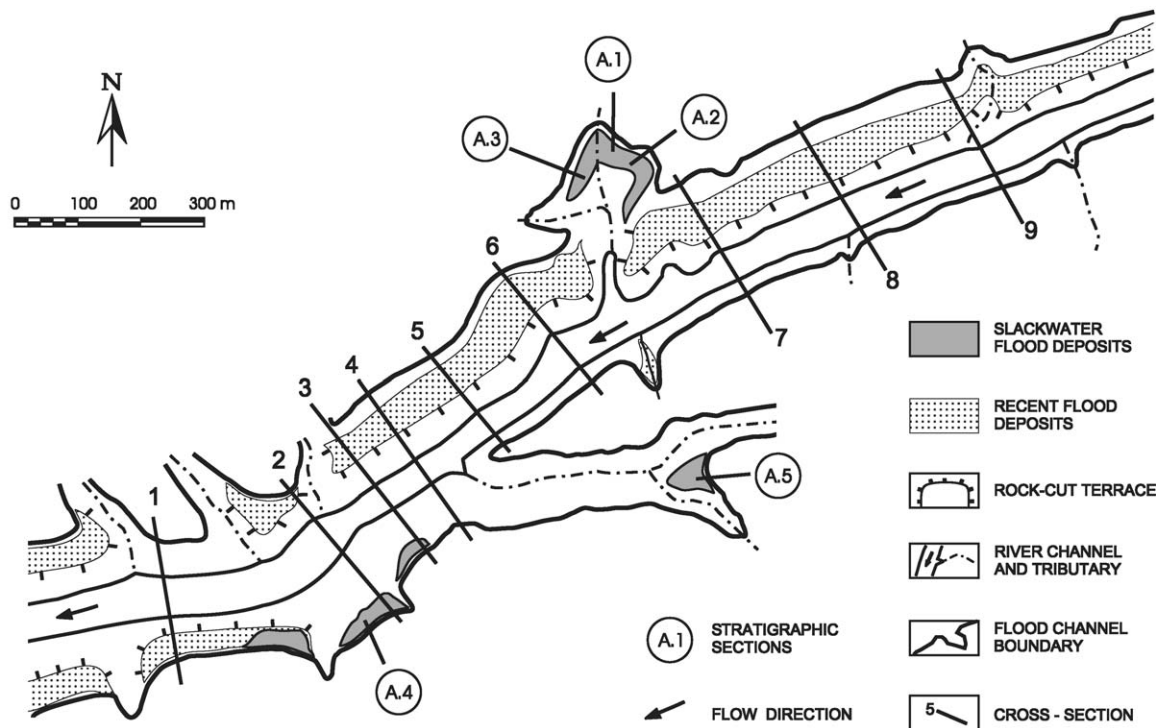 A.1
N
A.2
A.3
0 100 200 300 m
9
6
8
5
7
4
3
2
1
A.5
A.4
SLACKWATER
FLOOD DEPOSITS
RECENT FLOOD
DEPOSITS
ROCK-CUT TERRACE
RIVER CHANNEL
AND TRIBUTARY
A.1 STRATIGRAPHIC
SECTIONS
FLOOD CHANNEL
BOUNDARY
FLOW DIRECTION
5 CROSS - SECTION